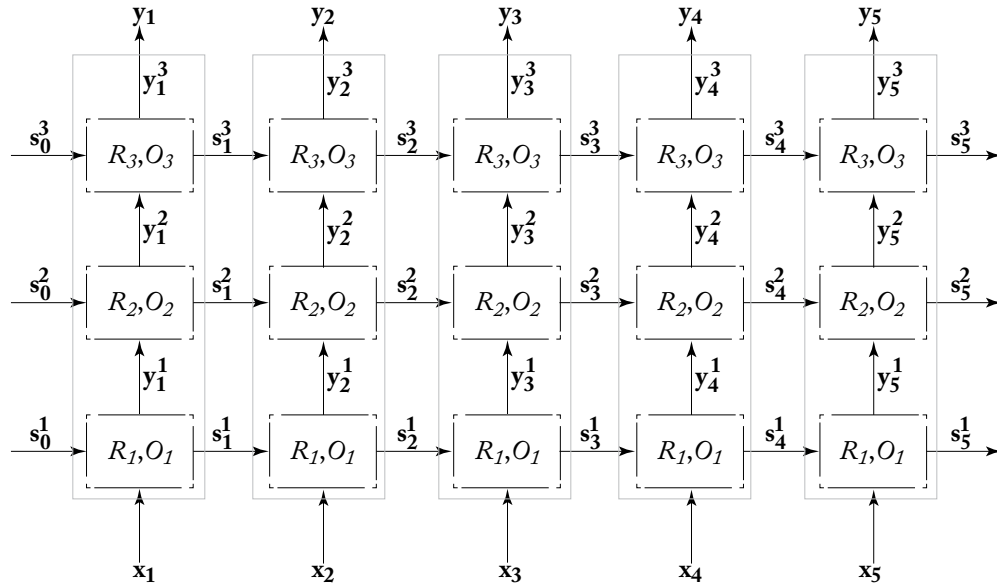 y₁ y₂ y₃ y₄ y₅
y₁³ y₂³ y₃³ y₄³ y₅³
s₀³ R₃,O₃ s₁³ R₃,O₃ s₂³ R₃,O₃ s₃³ R₃,O₃ s₄³ R₃,O₃ s₅³
y₁² y₂² y₃² y₄² y₅²
s₀² R₂,O₂ s₁² R₂,O₂ s₂² R₂,O₂ s₃² R₂,O₂ s₄² R₂,O₂ s₅²
y₁¹ y₂¹ y₃¹ y₄¹ y₅¹
s₀¹ R₁,O₁ s₁¹ R₁,O₁ s₂¹ R₁,O₁ s₃¹ R₁,O₁ s₄¹ R₁,O₁ s₅¹
x₁ x₂ x₃ x₄ x₅